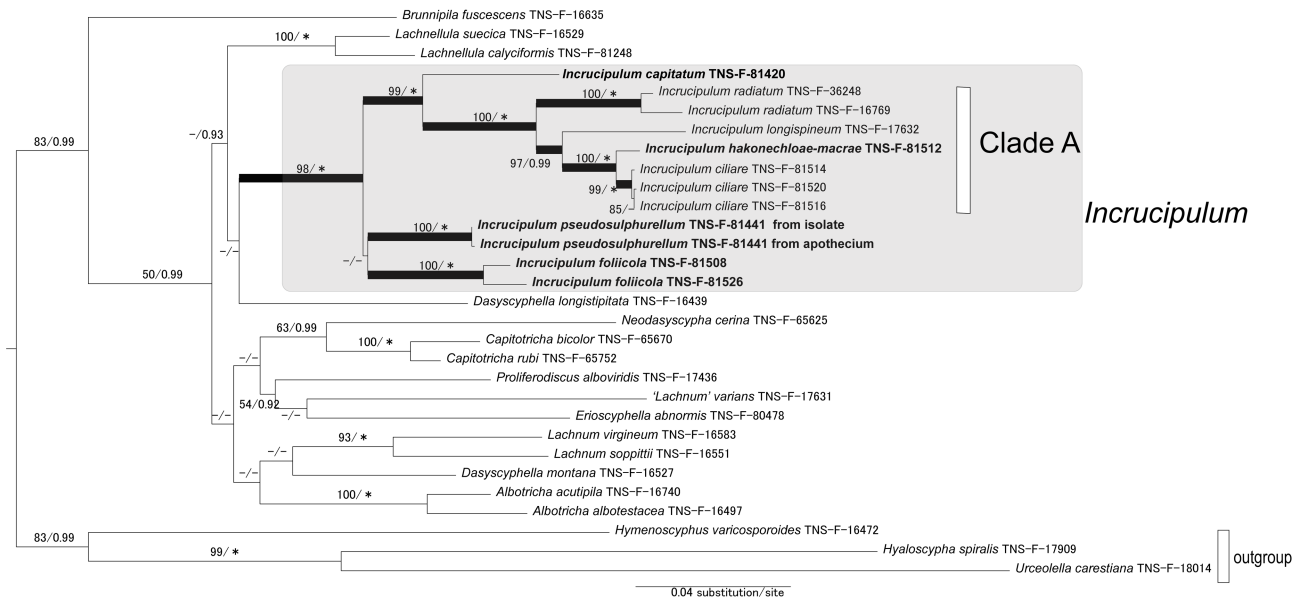 Brunnipila fuscescens TNS-F-16635
100/ *
Lachnellula suecica TNS-F-16529
Lachnellula calyciformis TNS-F-81248
Incrucipulum capitatum TNS-F-81420
99/ *
100/ *
Incrucipulum radiatum TNS-F-36248
Incrucipulum radiatum TNS-F-16769
100/ *
Incrucipulum longispineum TNS-F-17632
83/0.99
-/0.93
Clade A
97/0.99
100/ *
Incrucipulum hakonechloae-macrae TNS-F-81512
98/ *
Incrucipulum ciliare TNS-F-81514
99/ *
Incrucipulum ciliare TNS-F-81520
85/-
Incrucipulum ciliare TNS-F-81516
Incrucipulum
100/ *
Incrucipulum pseudosulphurellum TNS-F-81441 from isolate
Incrucipulum pseudosulphurellum TNS-F-81441 from apothecium
-/-
-/-
100/ *
Incrucipulum foliicola TNS-F-81508
Incrucipulum foliicola TNS-F-81526
50/0.99
Dasyscyphella longistipitata TNS-F-16439
63/0.99
Neodasyscypha cerina TNS-F-65625
100/ *
Capitotricha bicolor TNS-F-65670
Capitotricha rubi TNS-F-65752
-/-
Proliferodiscus alboviridis TNS-F-17436
54/0.92
'Lachnum' varians TNS-F-17631
-/-
-/-
Erioscyphella abnormis TNS-F-80478
93/ *
Lachnum virgineum TNS-F-16583
-/-
Lachnum soppittii TNS-F-16551
-/-
Dasyscyphella montana TNS-F-16527
100/ *
Albotricha acutipila TNS-F-16740
Albotricha albotestacea TNS-F-16497
83/0.99
Hymenoscyphus varicosporoides TNS-F-16472
99/ *
Hyaloscypha spiralis TNS-F-17909
outgroup
Urceolella carestiana TNS-F-18014
0.04 substitution/site